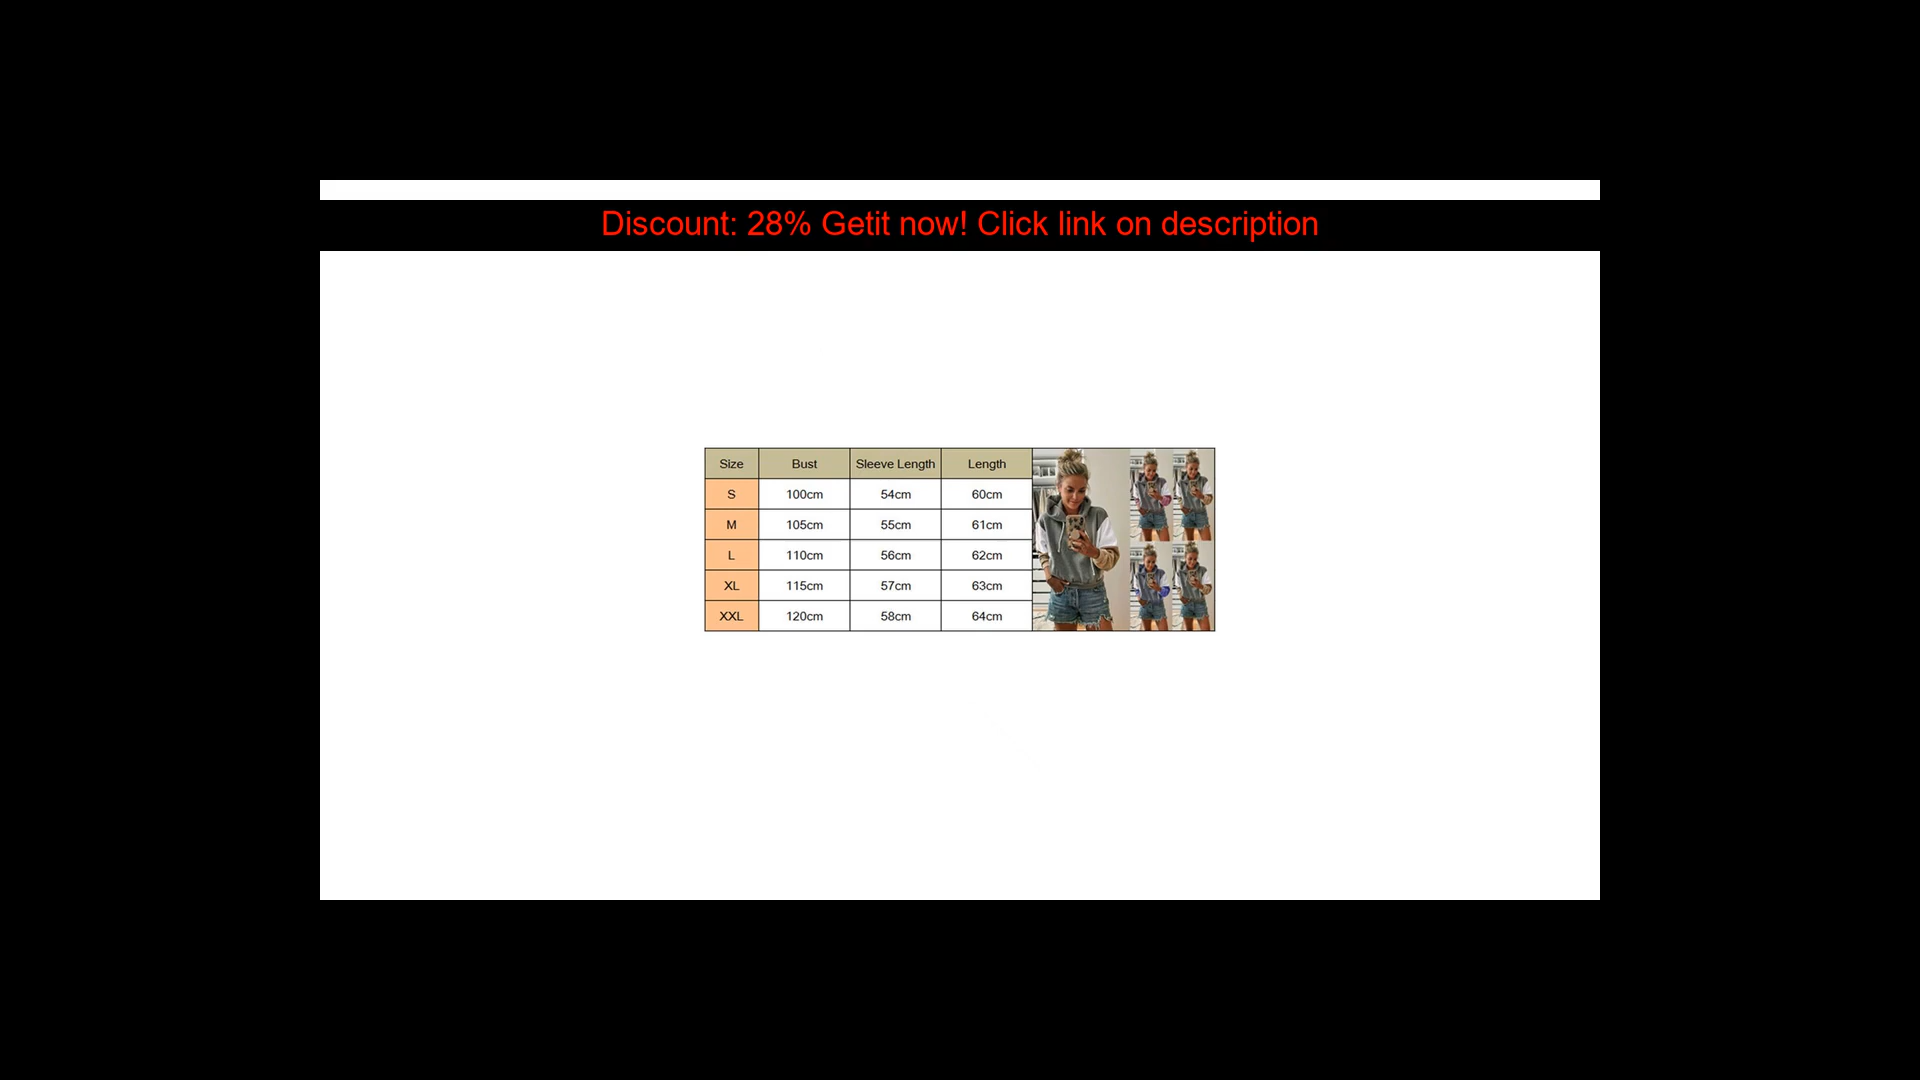 Discount: 28% Getit now! Click link on description
Size Bust Sleeve Length Length
S 100cm 54cm 60cm
M 105cm 55cm 61cm
L 110cm 56cm 62cm
XL 115cm 57cm 63cm
XXL 120cm 58cm 64cm